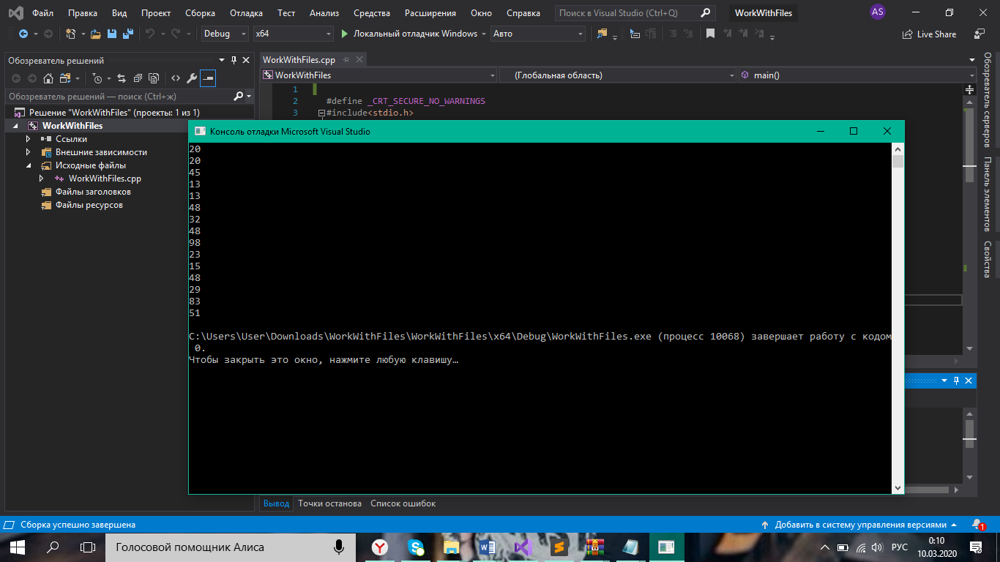 Файл Правка Вид Проект Сборка Отладка Тест Анализ Средства Расширения Окно Справка Поиск в Visual Studio (Ctrl+Q) WorkWithFiles AS
Debug x64 Локальный отладчик Windows Авто Live Share
Обозреватель решений
Обозреватель решений — поиск (Ctrl+ж)
Решение "WorkWithFiles" (проекты: 1 из 1)
WorkWithFiles
Ссылки
Внешние зависимости
Исходные файлы
WorkWithFiles.cpp
Файлы заголовков
Файлы ресурсов
WorkWithFiles.cpp
WorkWithFiles (Глобальная область) main()
1
2 #define _CRT_SECURE_NO_WARNINGS
3 #include<stdio.h>
Консоль отладки Microsoft Visual Studio
20
20
45
13
13
48
32
48
98
23
15
48
29
83
51
C:\Users\User\Downloads\WorkWithFiles\WorkWithFiles\x64\Debug\WorkWithFiles.exe (процесс 10068) завершает работу с кодом
0.
Чтобы закрыть это окно, нажмите любую клавишу…
Обозреватель серверов
Панель элементов
Свойства
Вывод Точки останова Список ошибок
Сборка успешно завершена Добавить в систему управления версиями 1
Голосовой помощник Алиса РУС 0:10
10.03.2020